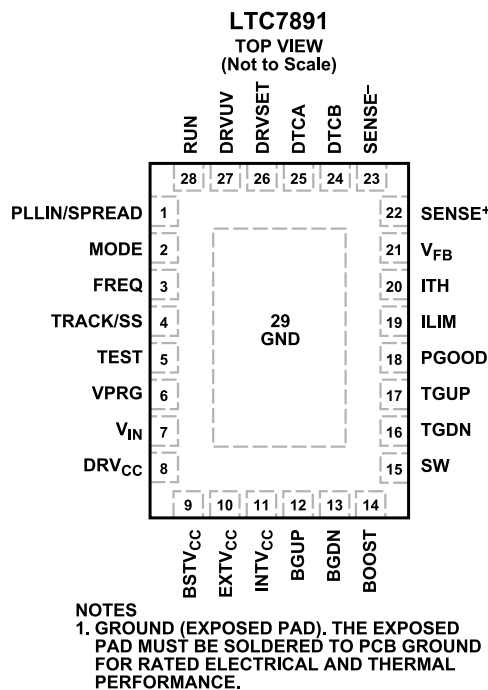 LTC7891
TOP VIEW
(Not to Scale)
RUN
DRVUV
DRVSET
DTCA
DTCB
SENSE–
28
27
26
25
24
23
PLLIN/SPREAD 1
MODE 2
FREQ 3
TRACK/SS 4
TEST 5
VPRG 6
VIN 7
DRVCC 8
29
GND
22 SENSE+
21 VFB
20 ITH
19 ILIM
18 PGOOD
17 TGUP
16 TGDN
15 SW
9
10
11
12
13
14
BSTVCC
EXTVCC
INTVCC
BGUP
BGDN
BOOST
NOTES
1. GROUND (EXPOSED PAD). THE EXPOSED
PAD MUST BE SOLDERED TO PCB GROUND
FOR RATED ELECTRICAL AND THERMAL
PERFORMANCE.